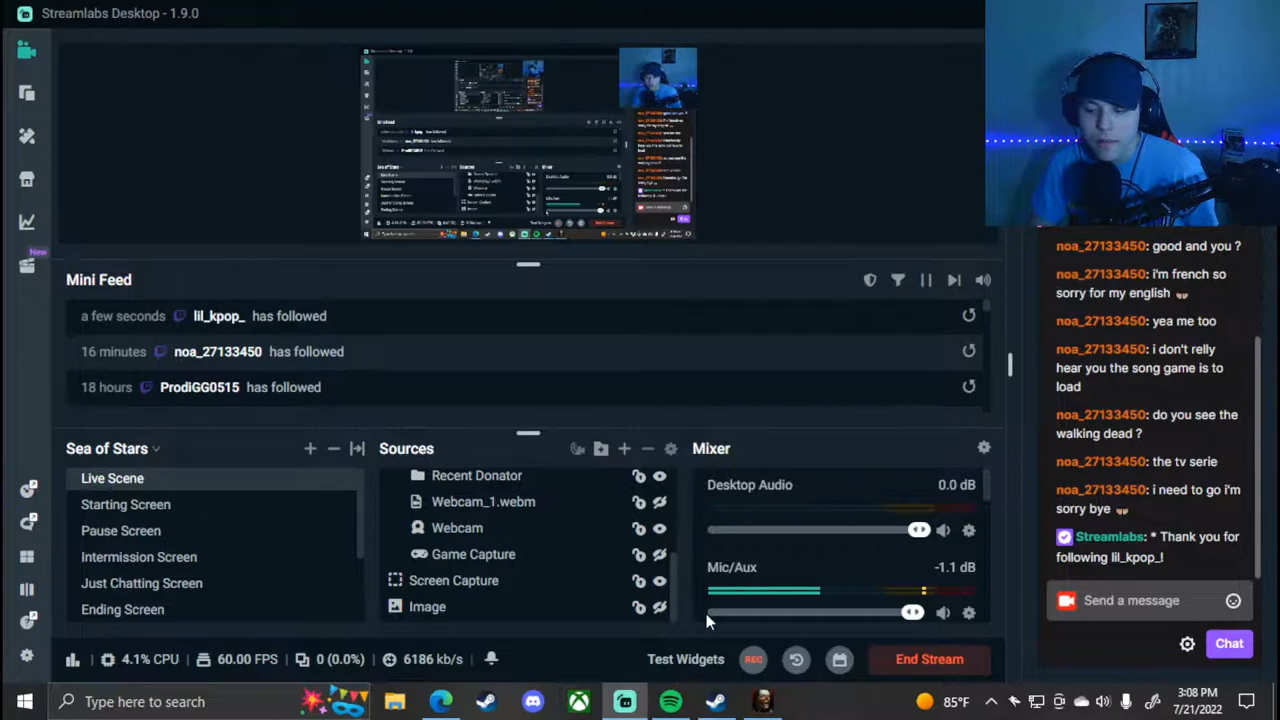 Streamlabs Desktop - 1.9.0
New
Mini Feed
a few seconds lil_kpop_ has followed
16 minutes noa_27133450 has followed
18 hours ProdiGG0515 has followed
Sea of Stars
Live Scene
Starting Screen
Pause Screen
Intermission Screen
Just Chatting Screen
Ending Screen
Sources
Recent Donator
Webcam_1.webm
Webcam
Game Capture
Screen Capture
Image
Mixer
Desktop Audio 0.0 dB
Mic/Aux -1.1 dB
noa_27133450: good and you ?
noa_27133450: i'm french so
sorry for my english
noa_27133450: yea me too
noa_27133450: i don't relly
hear you the song game is to
load
noa_27133450: do you see the
walking dead ?
noa_27133450: the tv serie
noa_27133450: i need to go i'm
sorry bye
Streamlabs: * Thank you for
following lil_kpop_!
Send a message
Chat
4.1% CPU 60.00 FPS 0 (0.0%) 6186 kb/s
Test Widgets REC End Stream
Type here to search
85°F
3:08 PM
7/21/2022